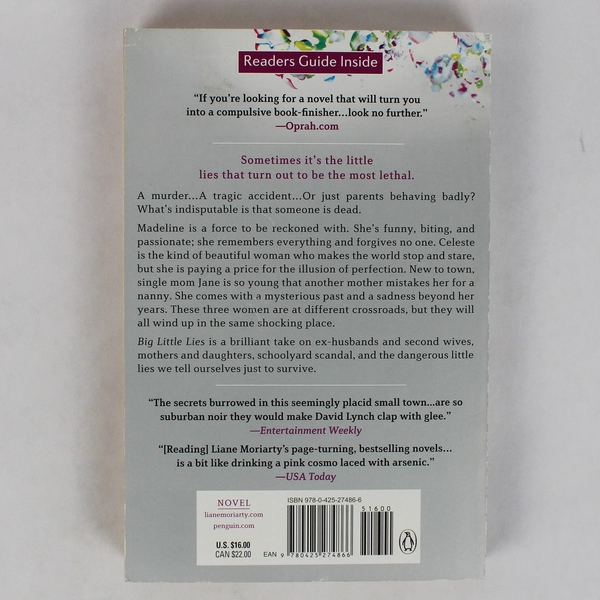 Readers Guide Inside
“If you’re looking for a novel that will turn you
into a compulsive book-finisher...look no further.”
—Oprah.com
Sometimes it’s the little
lies that turn out to be the most lethal.
A murder...A tragic accident...Or just parents behaving badly?
What’s indisputable is that someone is dead.
Madeline is a force to be reckoned with. She’s funny, biting, and
passionate; she remembers everything and forgives no one. Celeste
is the kind of beautiful woman who makes the world stop and stare,
but she is paying a price for the illusion of perfection. New to town,
single mom Jane is so young that another mother mistakes her for a
nanny. She comes with a mysterious past and a sadness beyond her
years. These three women are at different crossroads, but they will
all wind up in the same shocking place.
Big Little Lies is a brilliant take on ex-husbands and second wives,
mothers and daughters, schoolyard scandal, and the dangerous little
lies we tell ourselves just to survive.
“The secrets burrowed in this seemingly placid small town...are so
suburban noir they would make David Lynch clap with glee.”
—Entertainment Weekly
“[Reading] Liane Moriarty’s page-turning, bestselling novels...
is a bit like drinking a pink cosmo laced with arsenic.”
—USA Today
NOVEL
lianemoriarty.com
penguin.com
U.S. $16.00
CAN $22.00
ISBN 978-0-425-27486-6
51600
EAN 9 780425 274866